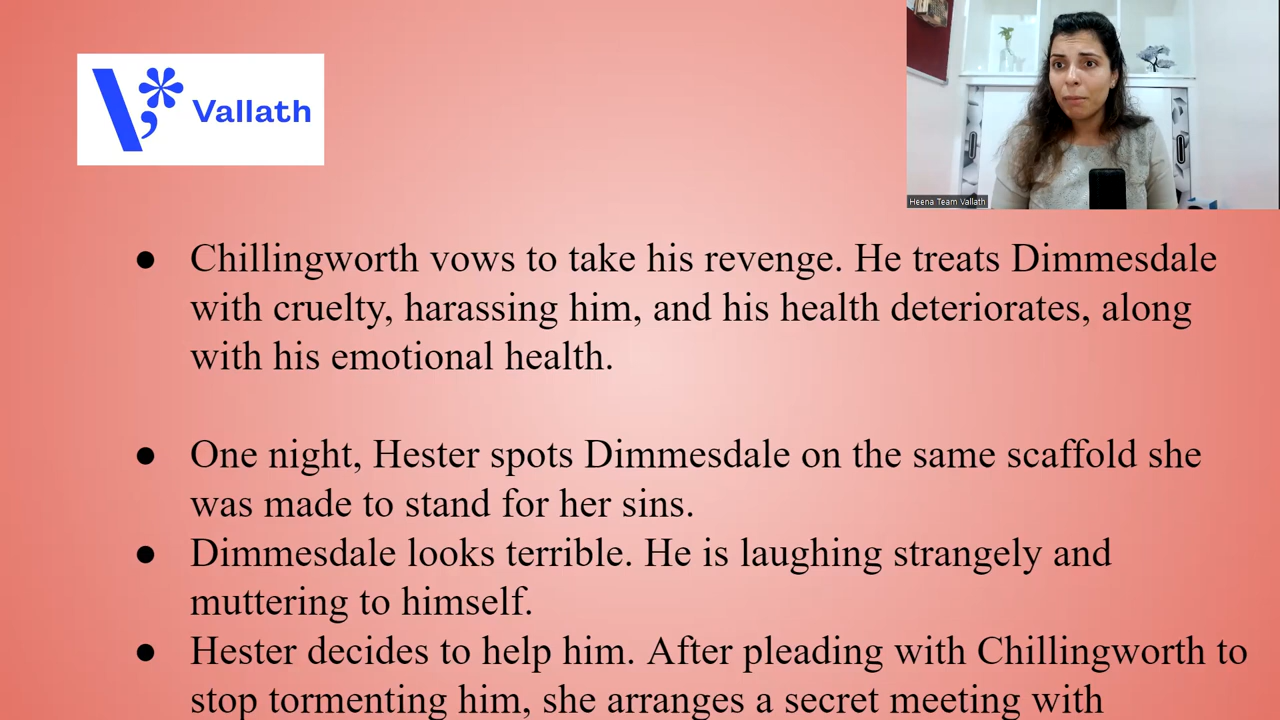 Vallath
Heena Team Vallath
● Chillingworth vows to take his revenge. He treats Dimmesdale
with cruelty, harassing him, and his health deteriorates, along
with his emotional health.
● One night, Hester spots Dimmesdale on the same scaffold she
was made to stand for her sins.
● Dimmesdale looks terrible. He is laughing strangely and
muttering to himself.
● Hester decides to help him. After pleading with Chillingworth to
stop tormenting him, she arranges a secret meeting with